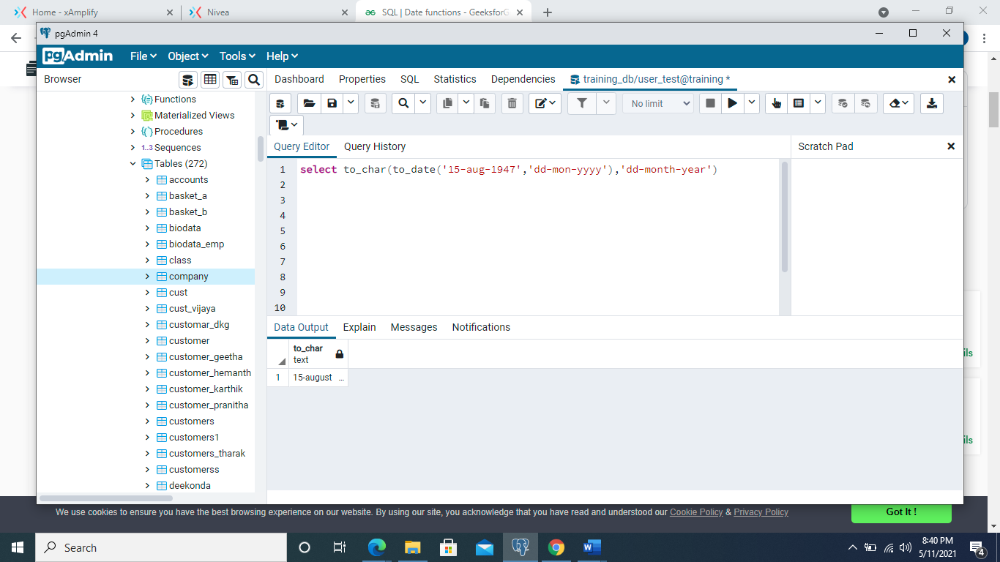 Home - xAmplify
Nivea
SQL | Date functions - GeeksforG
pgAdmin 4
pgAdmin File Object Tools Help
Browser
Dashboard Properties SQL Statistics Dependencies training_db/user_test@training *
Functions
Materialized Views
Procedures
1..3 Sequences
Tables (272)
accounts
basket_a
basket_b
biodata
biodata_emp
class
company
cust
cust_vijaya
customar_dkg
customer
customer_geetha
customer_hemanth
customer_karthik
customer_pranitha
customers
customers1
customers_tharak
customerss
deekonda
No limit
Query Editor Query History
Scratch Pad
1 select to_char(to_date('15-aug-1947','dd-mon-yyyy'),'dd-month-year')
2
3
4
5
6
7
8
9
10
Data Output Explain Messages Notifications
to_char
text
1 15-august ...
ils
ils
We use cookies to ensure you have the best browsing experience on our website. By using our site, you acknowledge that you have read and understood our Cookie Policy & Privacy Policy
Got It !
Search
8:40 PM
5/11/2021
4